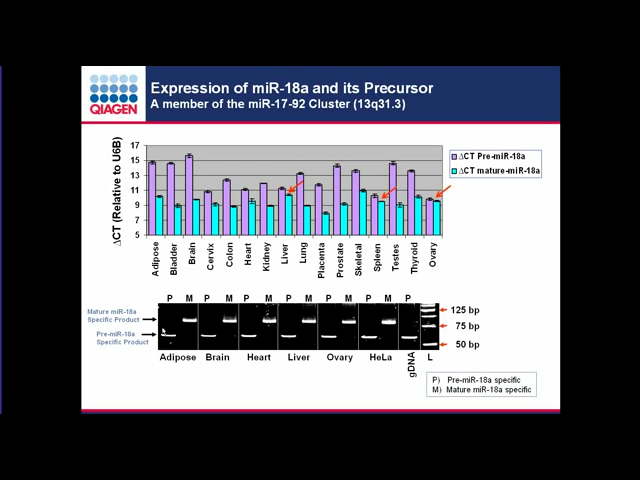 QIAGEN
Expression of miR-18a and its Precursor
A member of the miR-17-92 Cluster (13q31.3)
ΔCT (Relative to U6B)
17
15
13
11
9
7
5
ΔCT Pre-miR-18a
ΔCT mature-miR-18a
Adipose
Bladder
Brain
Cervix
Colon
Heart
Kidney
Liver
Lung
Placenta
Prostate
Skeletal
Spleen
Testes
Thyroid
Ovary
P M P M P M P M P M P M P
Mature miR-18a
Specific Product
Pre-miR-18a
Specific Product
125 bp
75 bp
50 bp
Adipose Brain Heart Liver Ovary HeLa gDNA L
P) Pre-miR-18a specific
M) Mature miR-18a specific